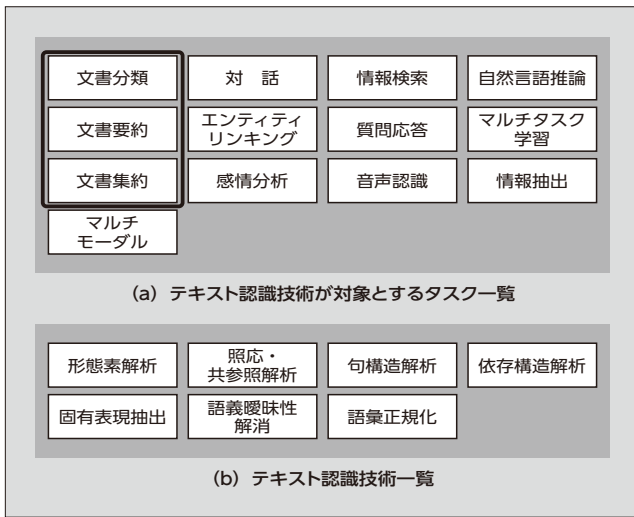 文書分類
対 話
情報検索
自然言語推論
文書要約
エンティティ
リンキング
質問応答
マルチタスク
学習
文書集約
感情分析
音声認識
情報抽出
マルチ
モーダル
(a) テキスト認識技術が対象とするタスク一覧
形態素解析
照応・
共参照解析
句構造解析
依存構造解析
固有表現抽出
語義曖昧性
解消
語彙正規化
(b) テキスト認識技術一覧